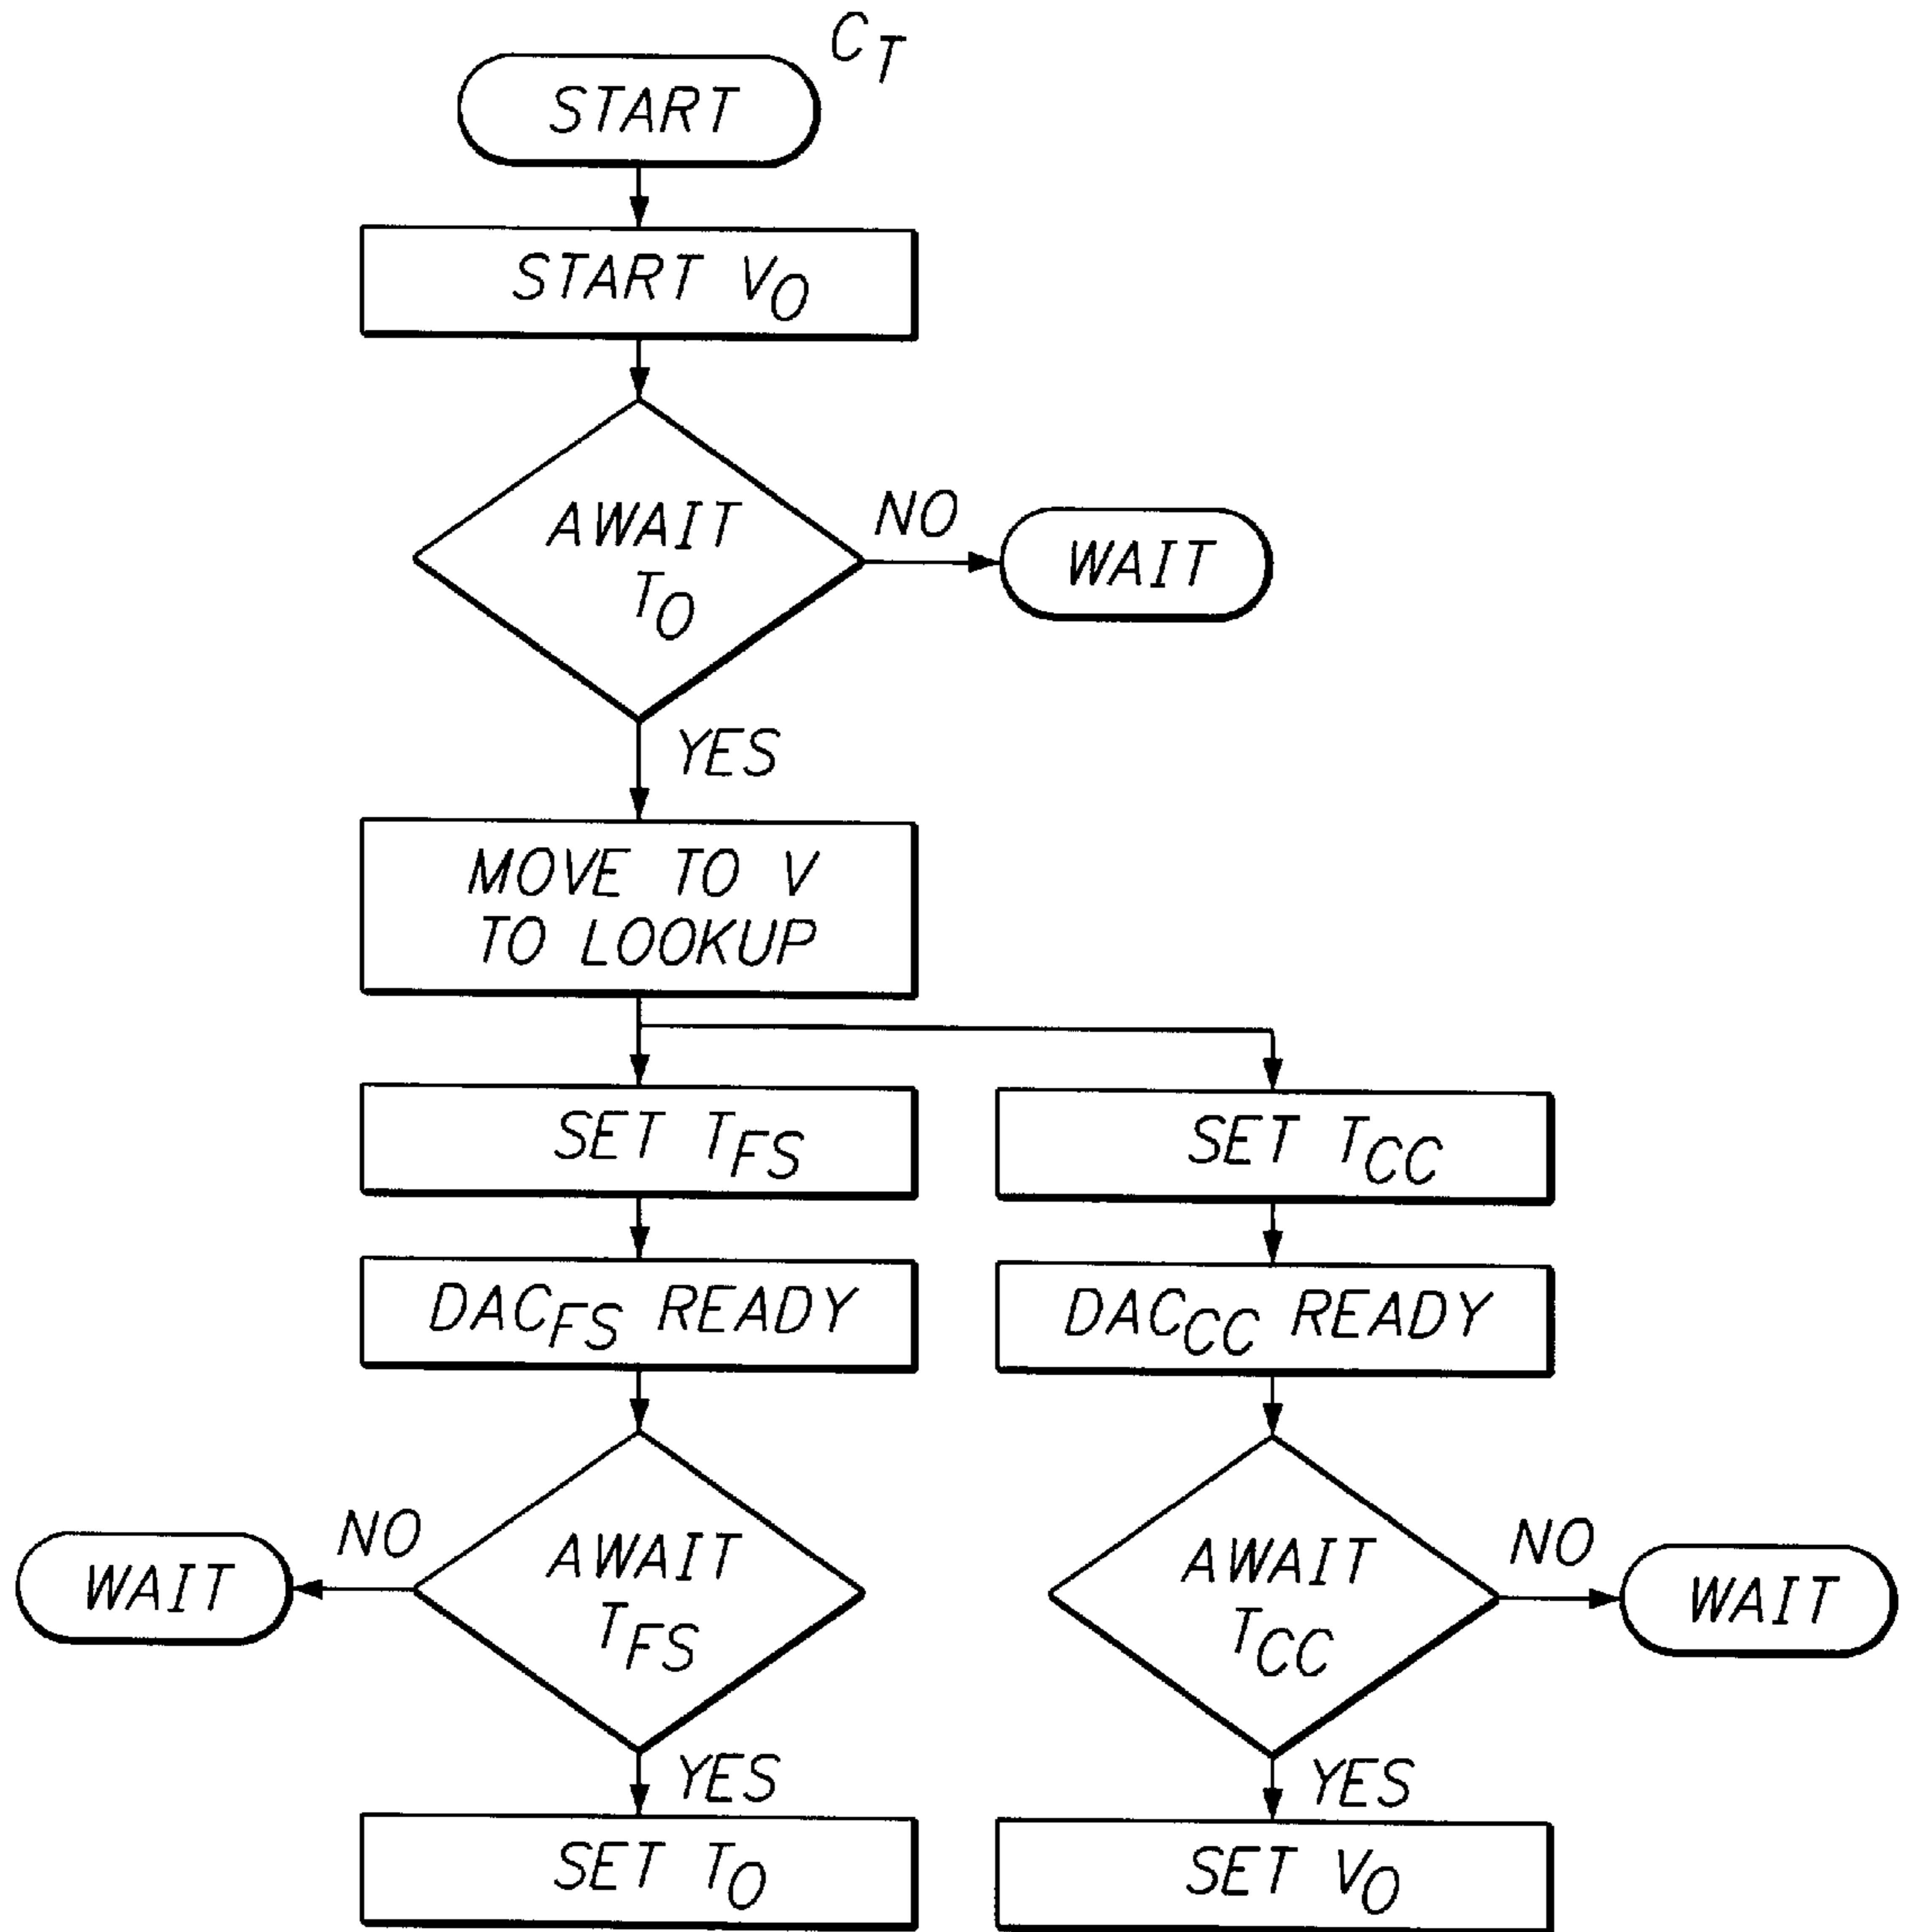 C_T
START
START V_O
AWAIT
T_O
NO
WAIT
YES
MOVE TO V
TO LOOKUP
SET T_FS
SET T_CC
DAC_FS READY
DAC_CC READY
WAIT
NO
AWAIT
T_FS
AWAIT
T_CC
NO
WAIT
YES
YES
SET T_O
SET V_O